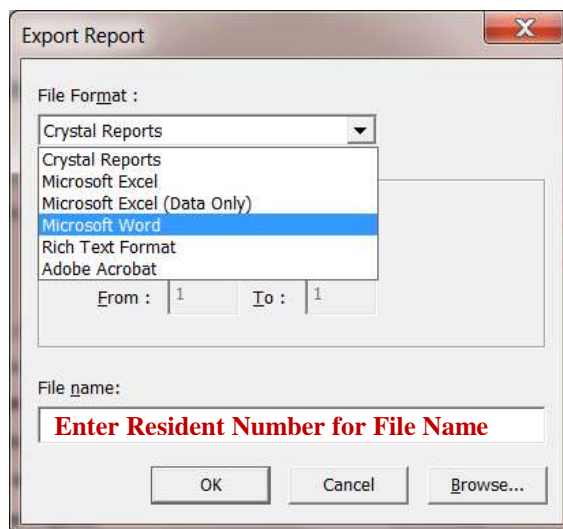 Export Report
X
File Format :
Crystal Reports
Crystal Reports
Microsoft Excel
Microsoft Excel (Data Only)
Microsoft Word
Rich Text Format
Adobe Acrobat
From : 1 To : 1
File name:
Enter Resident Number for File Name
OK Cancel Browse...